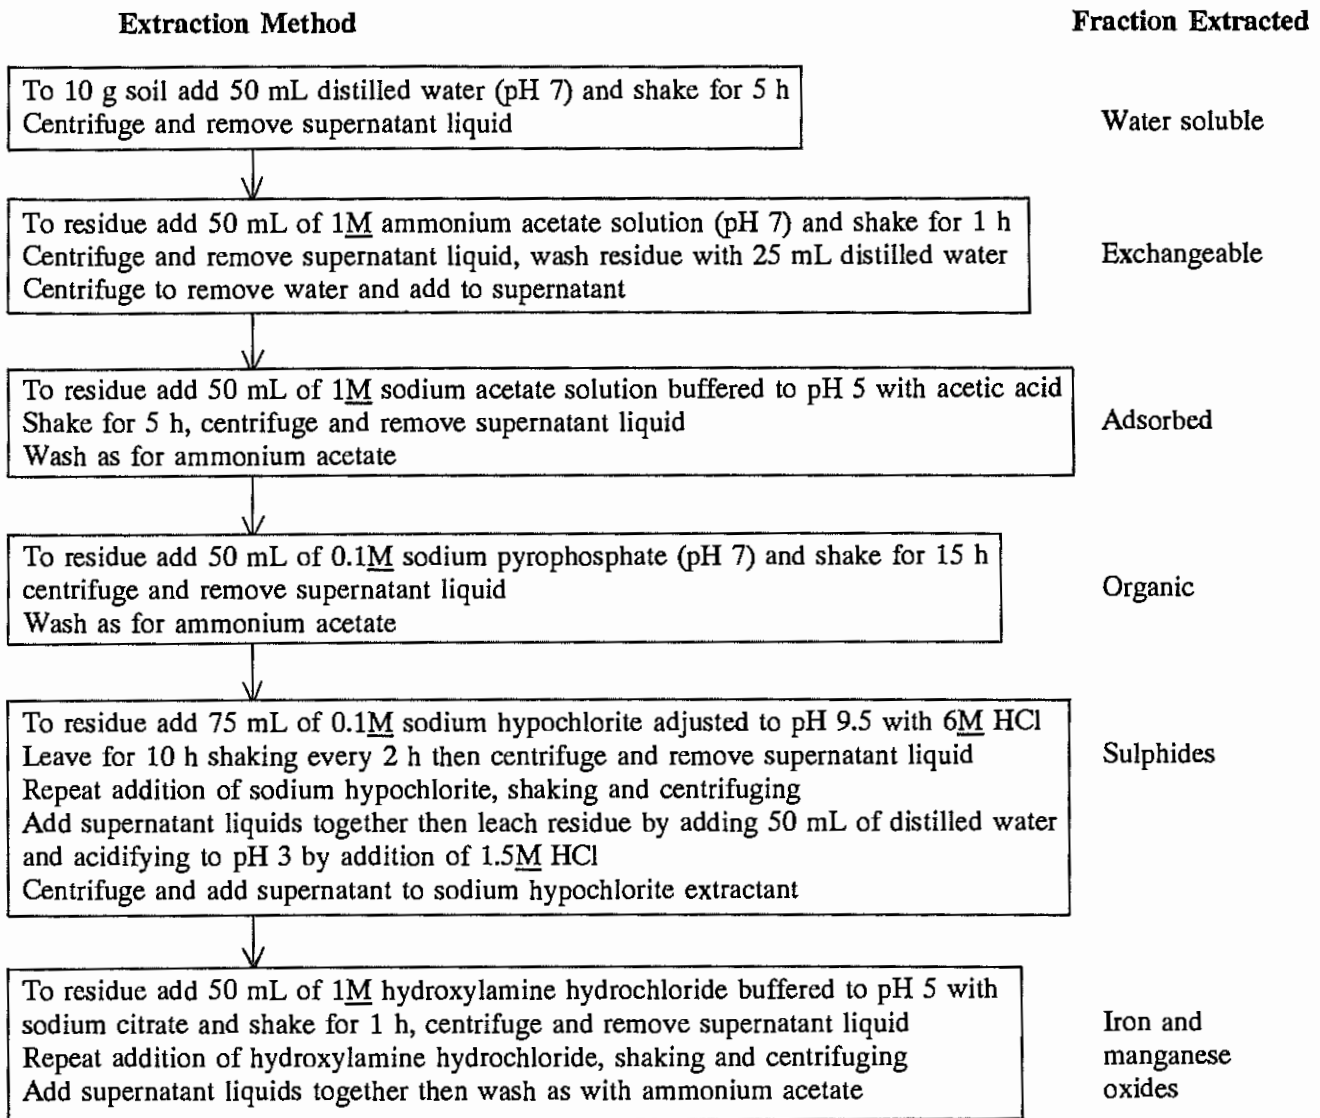 Extraction Method
Fraction Extracted
To 10 g soil add 50 mL distilled water (pH 7) and shake for 5 h
Centrifuge and remove supernatant liquid
Water soluble
To residue add 50 mL of 1M ammonium acetate solution (pH 7) and shake for 1 h
Centrifuge and remove supernatant liquid, wash residue with 25 mL distilled water
Centrifuge to remove water and add to supernatant
Exchangeable
To residue add 50 mL of 1M sodium acetate solution buffered to pH 5 with acetic acid
Shake for 5 h, centrifuge and remove supernatant liquid
Wash as for ammonium acetate
Adsorbed
To residue add 50 mL of 0.1M sodium pyrophosphate (pH 7) and shake for 15 h
centrifuge and remove supernatant liquid
Wash as for ammonium acetate
Organic
To residue add 75 mL of 0.1M sodium hypochlorite adjusted to pH 9.5 with 6M HCl
Leave for 10 h shaking every 2 h then centrifuge and remove supernatant liquid
Repeat addition of sodium hypochlorite, shaking and centrifuging
Add supernatant liquids together then leach residue by adding 50 mL of distilled water
and acidifying to pH 3 by addition of 1.5M HCl
Centrifuge and add supernatant to sodium hypochlorite extractant
Sulphides
To residue add 50 mL of 1M hydroxylamine hydrochloride buffered to pH 5 with
sodium citrate and shake for 1 h, centrifuge and remove supernatant liquid
Repeat addition of hydroxylamine hydrochloride, shaking and centrifuging
Add supernatant liquids together then wash as with ammonium acetate
Iron and
manganese
oxides